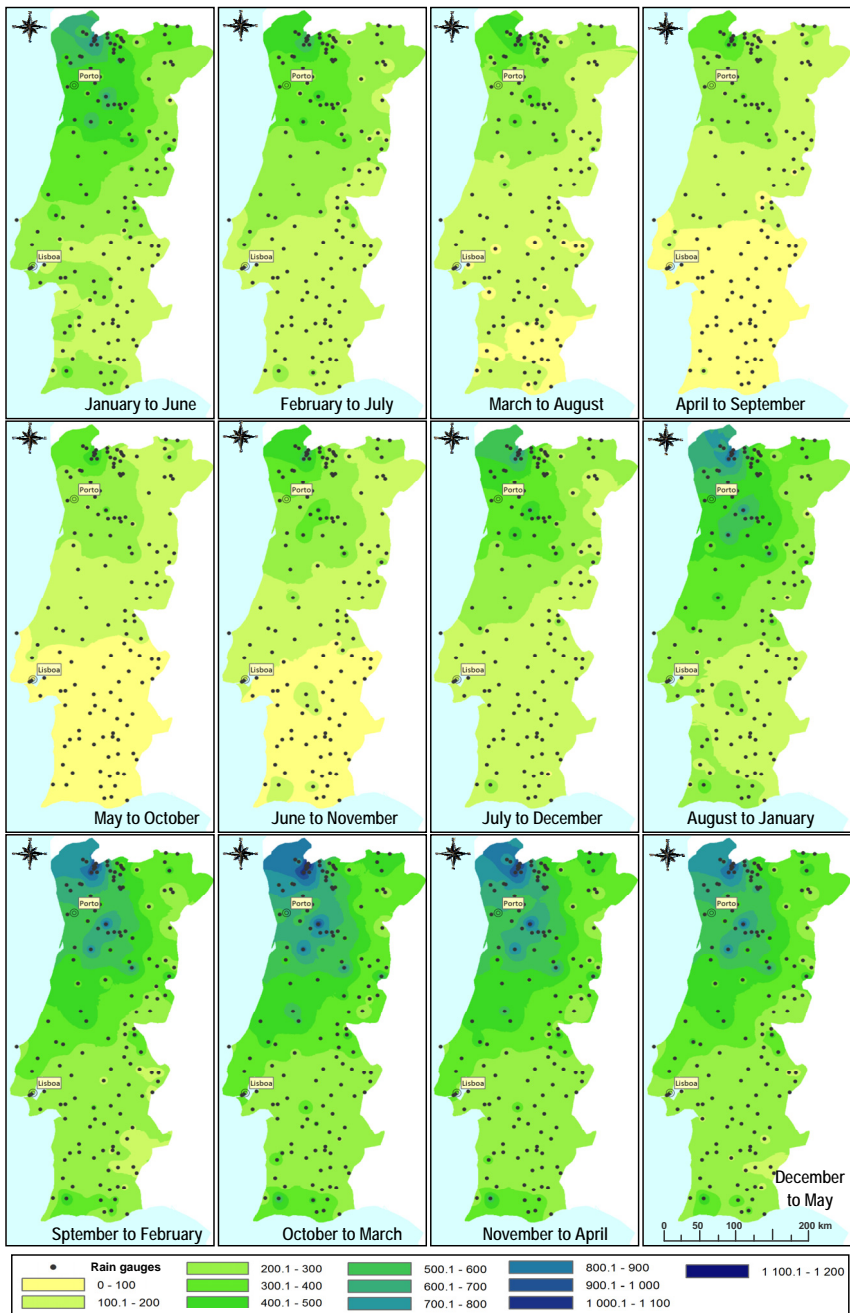 Porto
Lisboa
January to June
Porto
Lisboa
February to July
Porto
Lisboa
March to August
Porto
Lisboa
April to September
Porto
Lisboa
May to October
Porto
Lisboa
June to November
Porto
Lisboa
July to December
Porto
Lisboa
August to January
Porto
Lisboa
Sptember to February
Porto
Lisboa
October to March
Porto
Lisboa
November to April
Porto
Lisboa
December
to May
0 50 100 200 km
Rain gauges
0 - 100
100.1 - 200
200.1 - 300
300.1 - 400
400.1 - 500
500.1 - 600
600.1 - 700
700.1 - 800
800.1 - 900
900.1 - 1 000
1 000.1 - 1 100
1 100.1 - 1 200